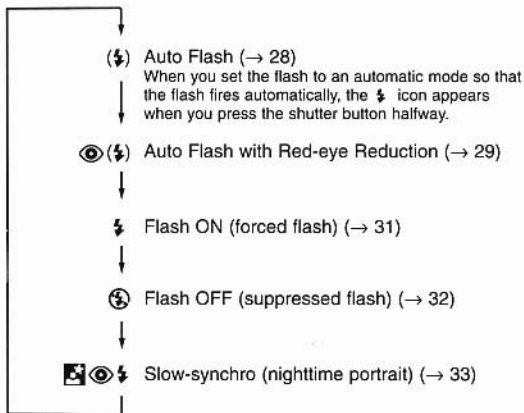 (⚡) Auto Flash (→ 28)
When you set the flash to an automatic mode so that
the flash fires automatically, the ⚡ icon appears
when you press the shutter button halfway.
(⚡) Auto Flash with Red-eye Reduction (→ 29)
Flash ON (forced flash) (→ 31)
Flash OFF (suppressed flash) (→ 32)
Slow-synchro (nighttime portrait) (→ 33)